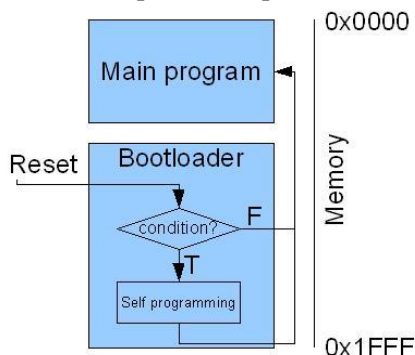 0x0000
Main program
Bootloader
Reset
Memory
condition?
F
T
Self programming
0x1FFF